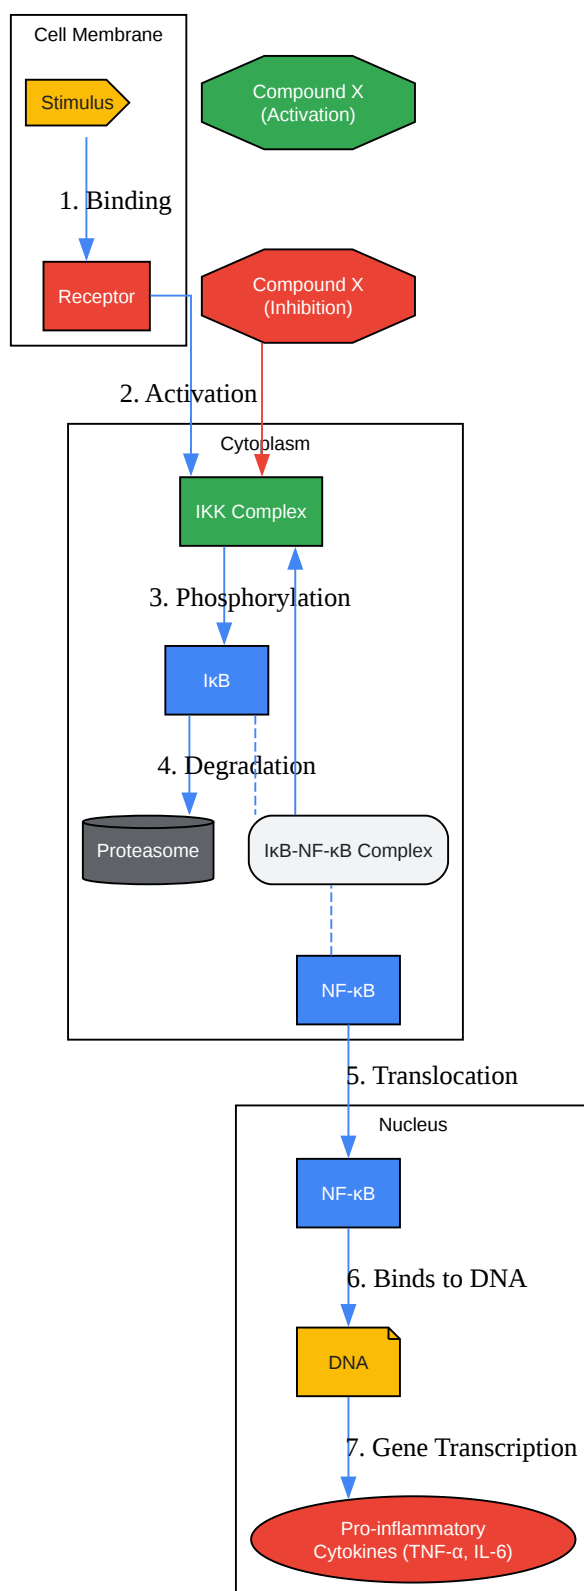 Cell Membrane
Stimulus
Compound X
(Activation)
1. Binding
Receptor
Compound X
(Inhibition)
2. Activation
Cytoplasm
IKK Complex
3. Phosphorylation
IκB
4. Degradation
Proteasome
IκB-NF-κB Complex
NF-κB
5. Translocation
Nucleus
NF-κB
6. Binds to DNA
DNA
7. Gene Transcription
Pro-inflammatory
Cytokines (TNF-α, IL-6)